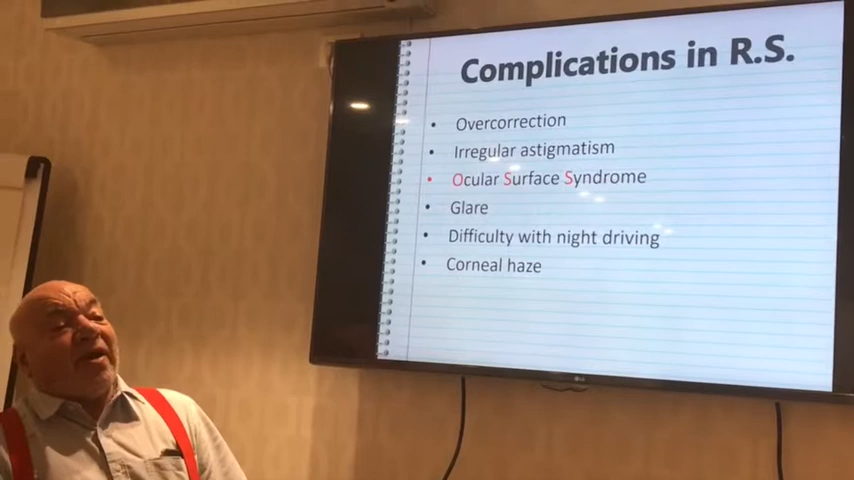 Complications in R.S.
• Overcorrection
• Irregular astigmatism
• Ocular Surface Syndrome
• Glare
• Difficulty with night driving
• Corneal haze
LG